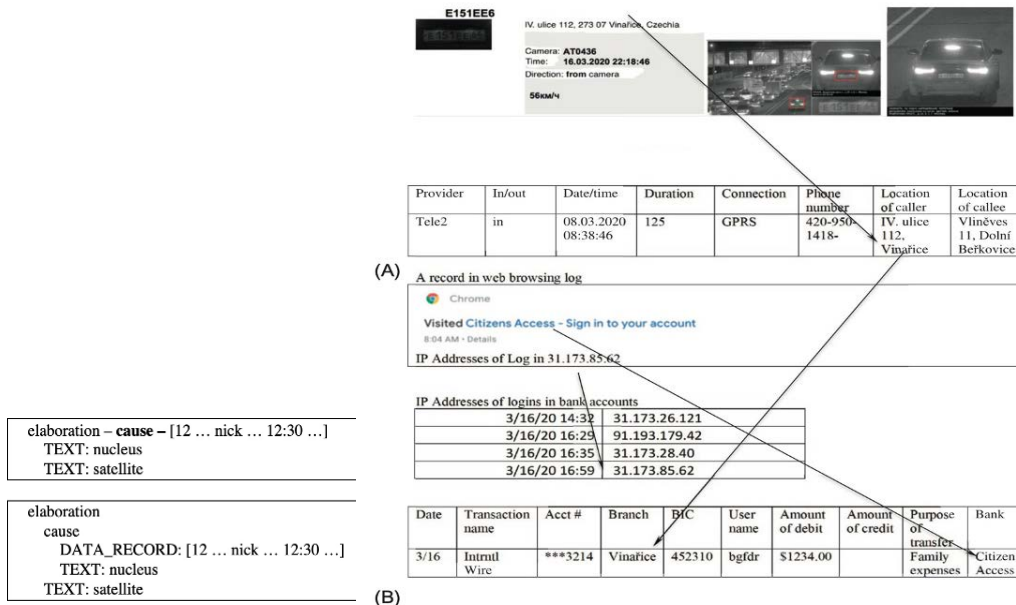 elaboration – cause – [12 … nick … 12:30 …]
TEXT: nucleus
TEXT: satellite
elaboration
cause
DATA_RECORD: [12 … nick … 12:30 …]
TEXT: nucleus
TEXT: satellite
E151EE6
IV. ulice 112, 273 07 Vinařice, Czechia
Camera: AT0436
Time: 16.03.2020 22:18:46
Direction: from camera
56км/ч
Provider In/out Date/time Duration Connection Phone number Location of caller Location of callee
Tele2 in 08.03.2020 08:38:46 125 GPRS 420-950-1418- IV. ulice 112, Vinařice Vliněves 11, Dolní Beřkovice
(A)
A record in web browsing log
Chrome
Visited Citizens Access - Sign in to your account
8:04 AM • Details
IP Addresses of Log in 31.173.85.62
IP Addresses of logins in bank accounts
3/16/20 14:32 31.173.26.121
3/16/20 16:29 91.193.179.42
3/16/20 16:35 31.173.28.40
3/16/20 16:59 31.173.85.62
Date Transaction name Acct # Branch BIC User name Amount of debit Amount of credit Purpose of transfer Bank
3/16 Intrntl Wire ***3214 Vinařice 452310 bgfdr $1234.00 Family expenses Citizen Access
(B)